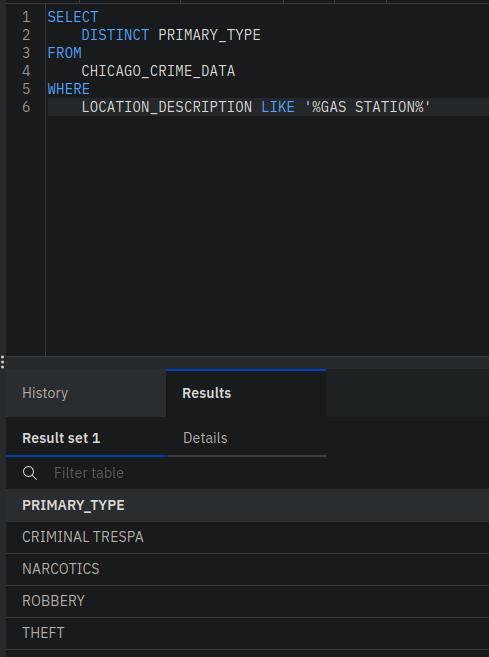 1 SELECT
2 DISTINCT PRIMARY_TYPE
3 FROM
4 CHICAGO_CRIME_DATA
5 WHERE
6 LOCATION_DESCRIPTION LIKE '%GAS STATION%'
History Results
Result set 1 Details
Filter table
PRIMARY_TYPE
CRIMINAL TRESPA
NARCOTICS
ROBBERY
THEFT